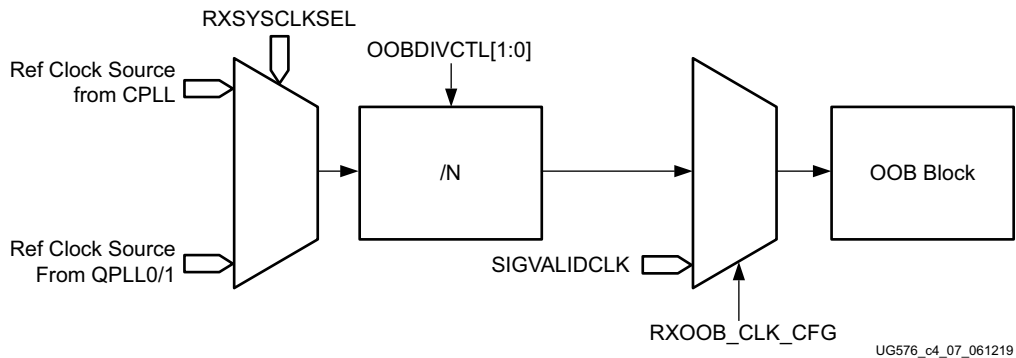 RXSYSCLKSEL
OOBDIVCTL[1:0]
Ref Clock Source
from CPLL
/N
OOB Block
Ref Clock Source
From QPLL0/1
SIGVALIDCLK
RXOOB_CLK_CFG
UG576_c4_07_061219